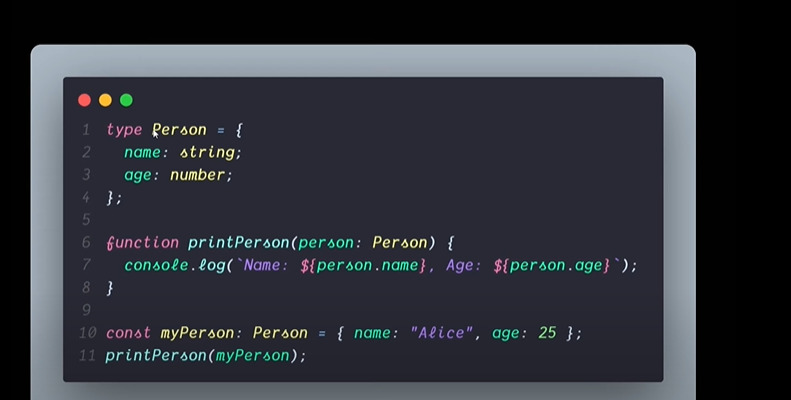 1 type Person = {
2 name: string;
3 age: number;
4 };
5
6 function printPerson(person: Person) {
7 console.log(`Name: ${person.name}, Age: ${person.age}`);
8 }
9
10 const myPerson: Person = { name: "Alice", age: 25 };
11 printPerson(myPerson);